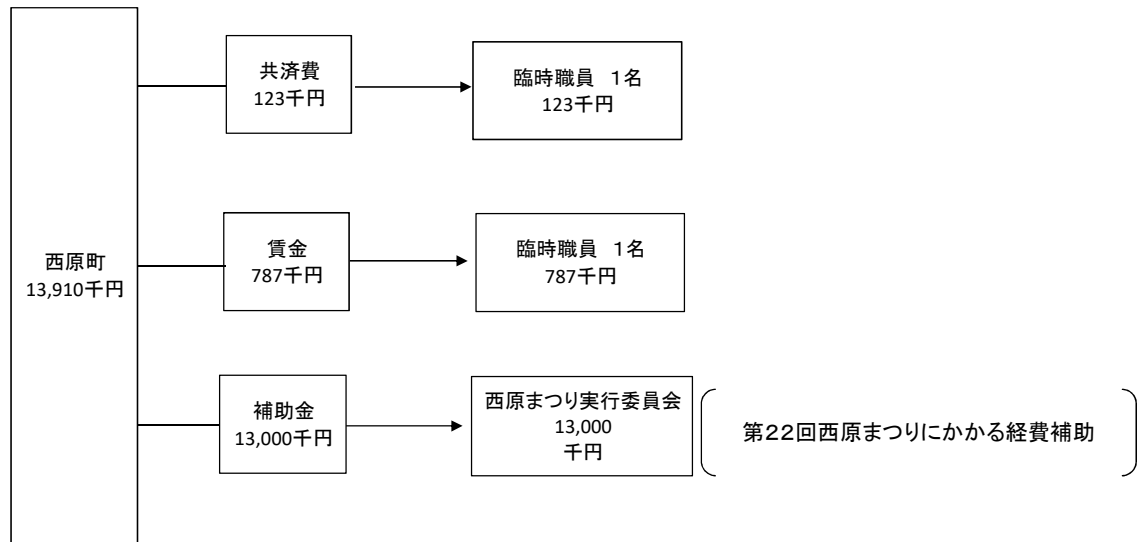 共済費
123千円
臨時職員　１名
123千円
西原町
13,910千円
賃金
787千円
臨時職員　１名
787千円
補助金
13,000千円
西原まつり実行委員会
13,000
千円
第２２回西原まつりにかかる経費補助